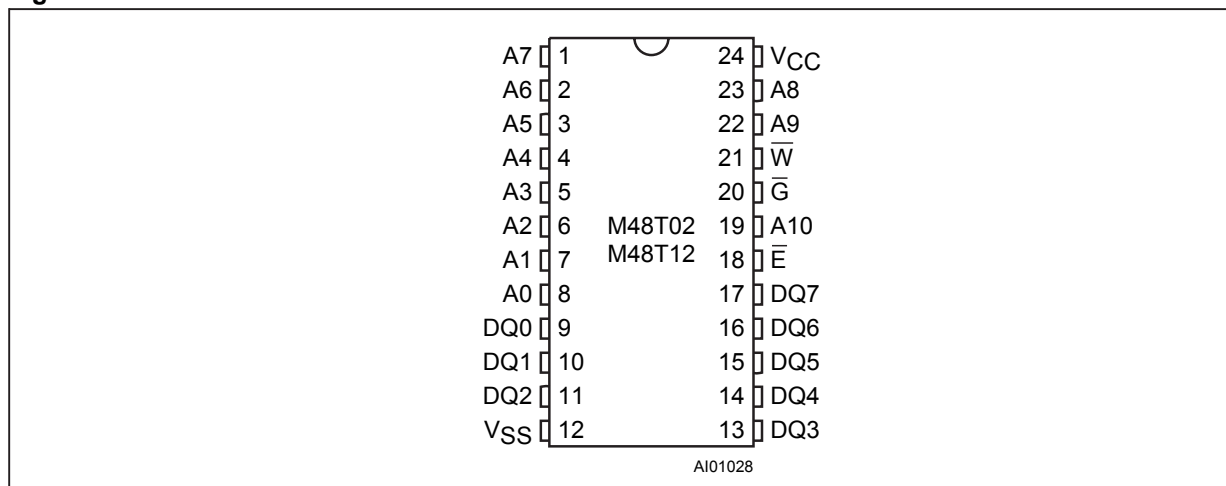 A7 1 24 VCC
A6 2 23 A8
A5 3 22 A9
A4 4 21 W̅
A3 5 20 G̅
A2 6 M48T02 19 A10
A1 7 M48T12 18 E̅
A0 8 17 DQ7
DQ0 9 16 DQ6
DQ1 10 15 DQ5
DQ2 11 14 DQ4
VSS 12 13 DQ3
AI01028